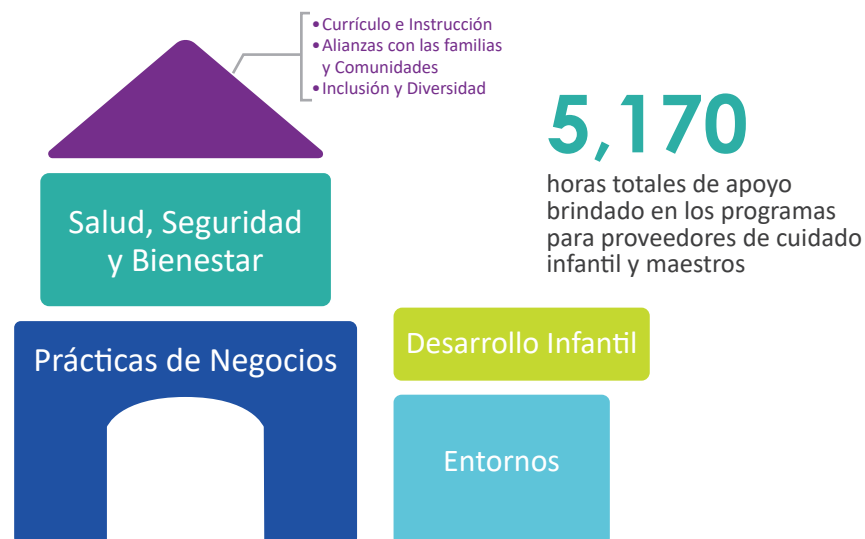 • Currículo e Instrucción
• Alianzas con las familias
y Comunidades
• Inclusión y Diversidad
5,170
horas totales de apoyo
brindado en los programas
para proveedores de cuidado
infantil y maestros
Salud, Seguridad
y Bienestar
Prácticas de Negocios
Desarrollo Infantil
Entornos